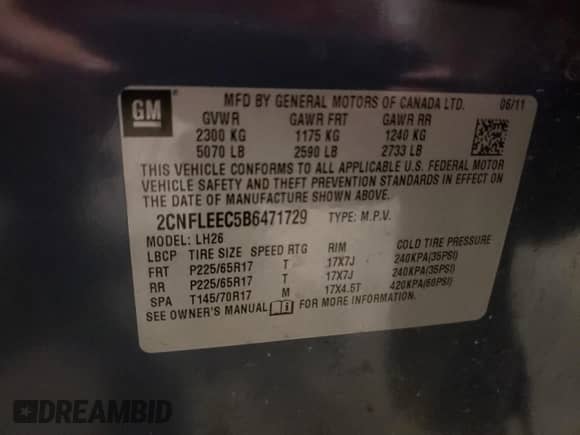 GM
MFD BY GENERAL MOTORS OF CANADA LTD. 06/11
GVWR GAWR FRT GAWR RR
2300 KG 1175 KG 1240 KG
5070 LB 2590 LB 2733 LB
THIS VEHICLE CONFORMS TO ALL APPLICABLE U.S. FEDERAL MOTOR
VEHICLE SAFETY AND THEFT PREVENTION STANDARDS IN EFFECT ON
THE DATE OF MANUFACTURE SHOWN ABOVE.
2CNFLEEC5B6471729 TYPE: M.P.V.
MODEL: LH26
LBCP TIRE SIZE SPEED RTG RIM COLD TIRE PRESSURE
FRT P225/65R17 T 17X7J 240KPA(35PSI)
RR P225/65R17 T 17X7J 240KPA(35PSI)
SPA T145/70R17 M 17X4.5T 420KPA(60PSI)
SEE OWNER'S MANUAL FOR MORE INFORMATION.
DREAMBID